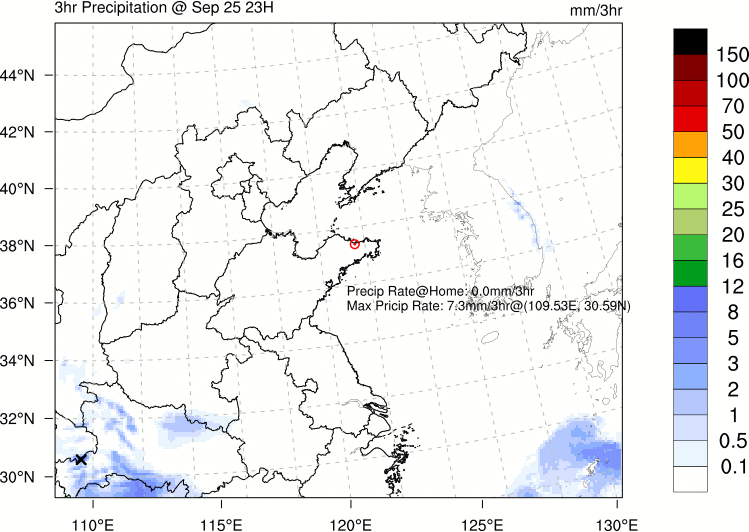 3hr Precipitation @ Sep 25 23H
mm/3hr
44°N
42°N
40°N
38°N
36°N
34°N
32°N
30°N
110°E
115°E
120°E
125°E
130°E
Precip Rate@Home: 0.0mm/3hr
Max Pricip Rate: 7.3mm/3hr@(109.53E, 30.59N)
150
100
70
50
40
30
25
20
16
12
8
5
3
2
1
0.5
0.1